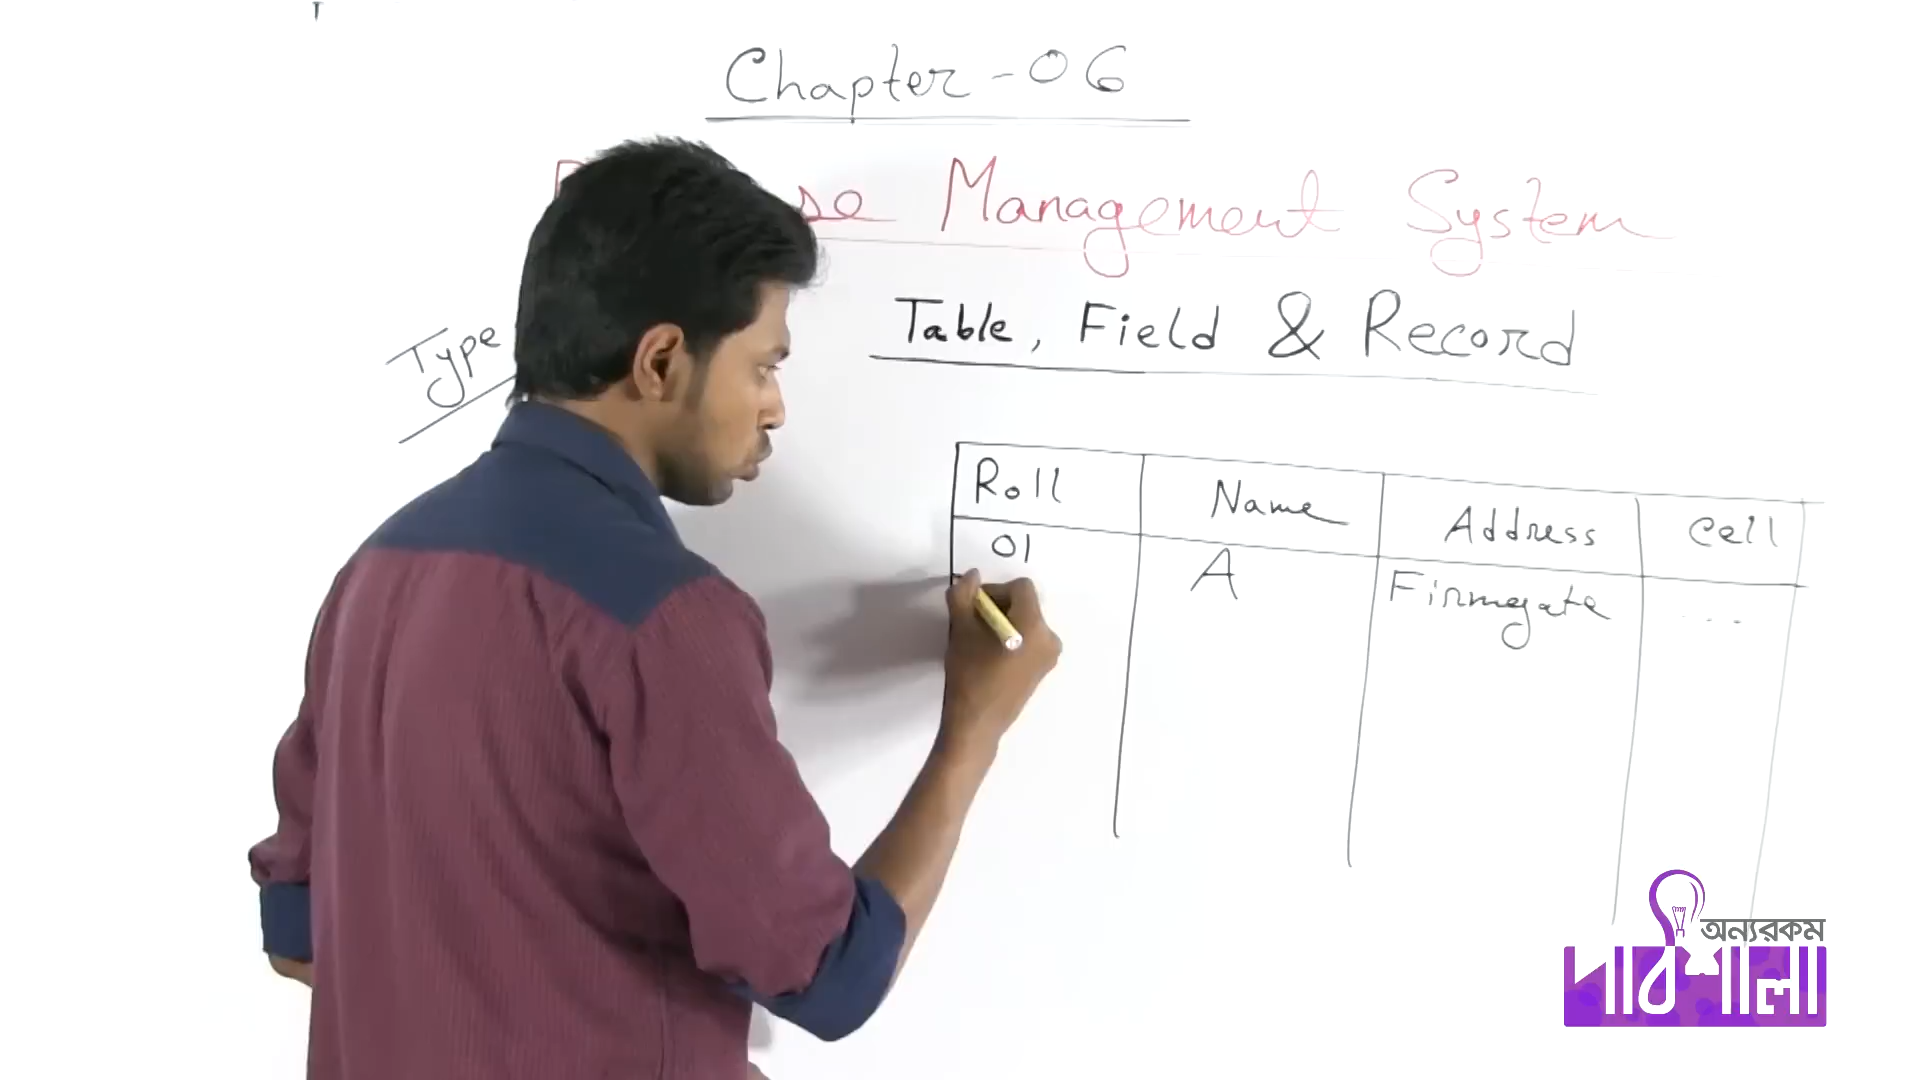 Chapter - 06
Management System
Type
Table, Field & Record
Roll Name Address Cell
01 A Firmgate ...
অন্যরকম
পাঠশালা